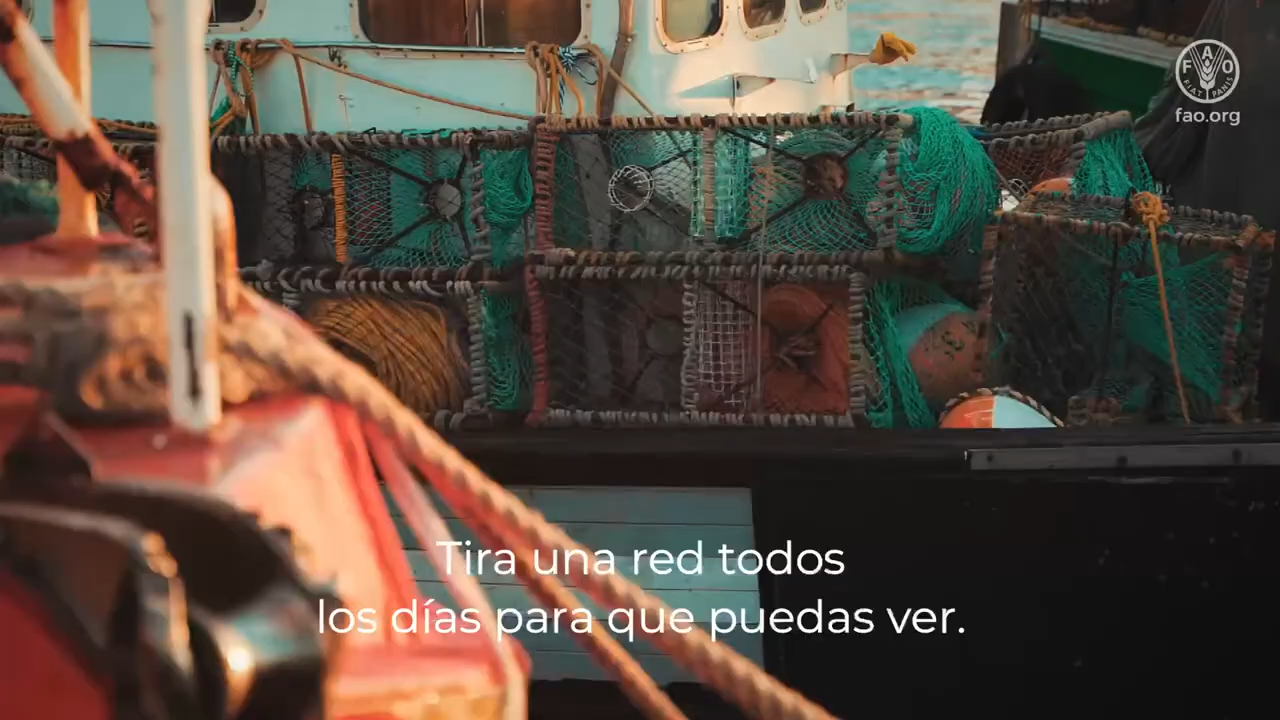 FAO
FIAT PANIS
fao.org
Tira una red todos
los días para que puedas ver.